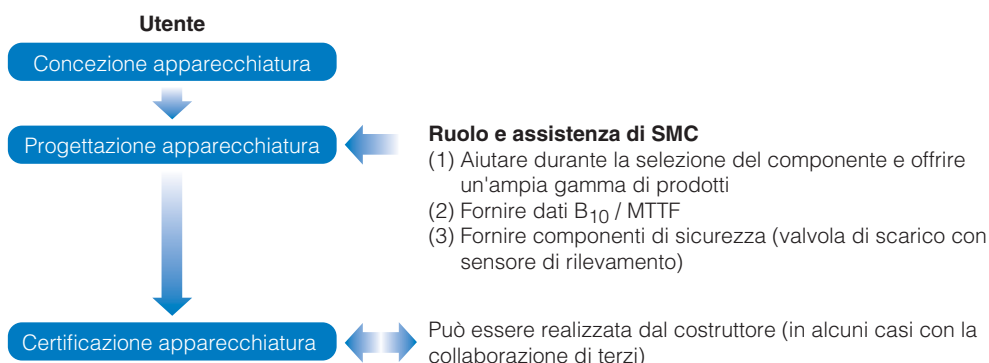 Utente
Concezione apparecchiatura
Progettazione apparecchiatura
Ruolo e assistenza di SMC
(1) Aiutare durante la selezione del componente e offrire
un'ampia gamma di prodotti
(2) Fornire dati B10 / MTTF
(3) Fornire componenti di sicurezza (valvola di scarico con
sensore di rilevamento)
Certificazione apparecchiatura
Può essere realizzata dal costruttore (in alcuni casi con la
collaborazione di terzi)